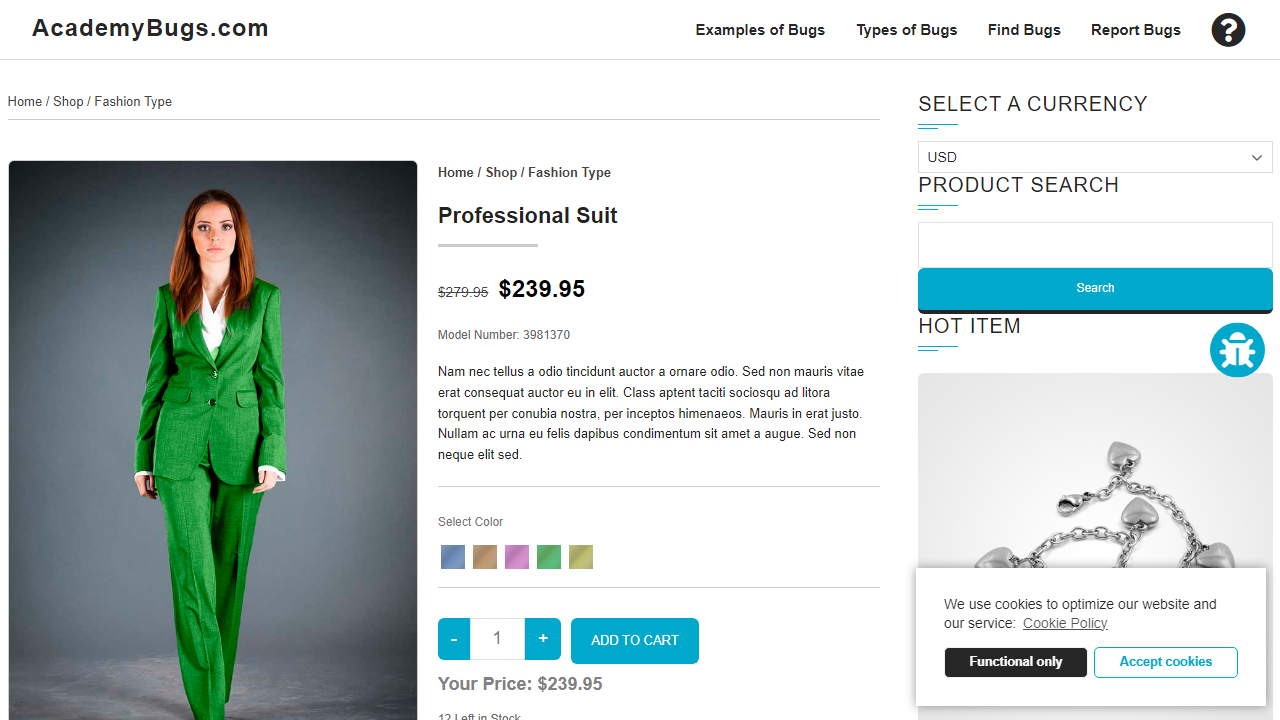 AcademyBugs.com
Examples of Bugs
Types of Bugs
Find Bugs
Report Bugs
?
Home / Shop / Fashion Type
Home / Shop / Fashion Type
Professional Suit
$279.95 $239.95
Model Number: 3981370
Nam nec tellus a odio tincidunt auctor a ornare odio. Sed non mauris vitae
erat consequat auctor eu in elit. Class aptent taciti sociosqu ad litora
torquent per conubia nostra, per inceptos himenaeos. Mauris in erat justo.
Nullam ac urna eu felis dapibus condimentum sit amet a augue. Sed non
neque elit sed.
Select Color
- 1 + ADD TO CART
Your Price: $239.95
12 Left in Stock
SELECT A CURRENCY
USD
PRODUCT SEARCH
Search
HOT ITEM
We use cookies to optimize our website and
our service: Cookie Policy
Functional only
Accept cookies